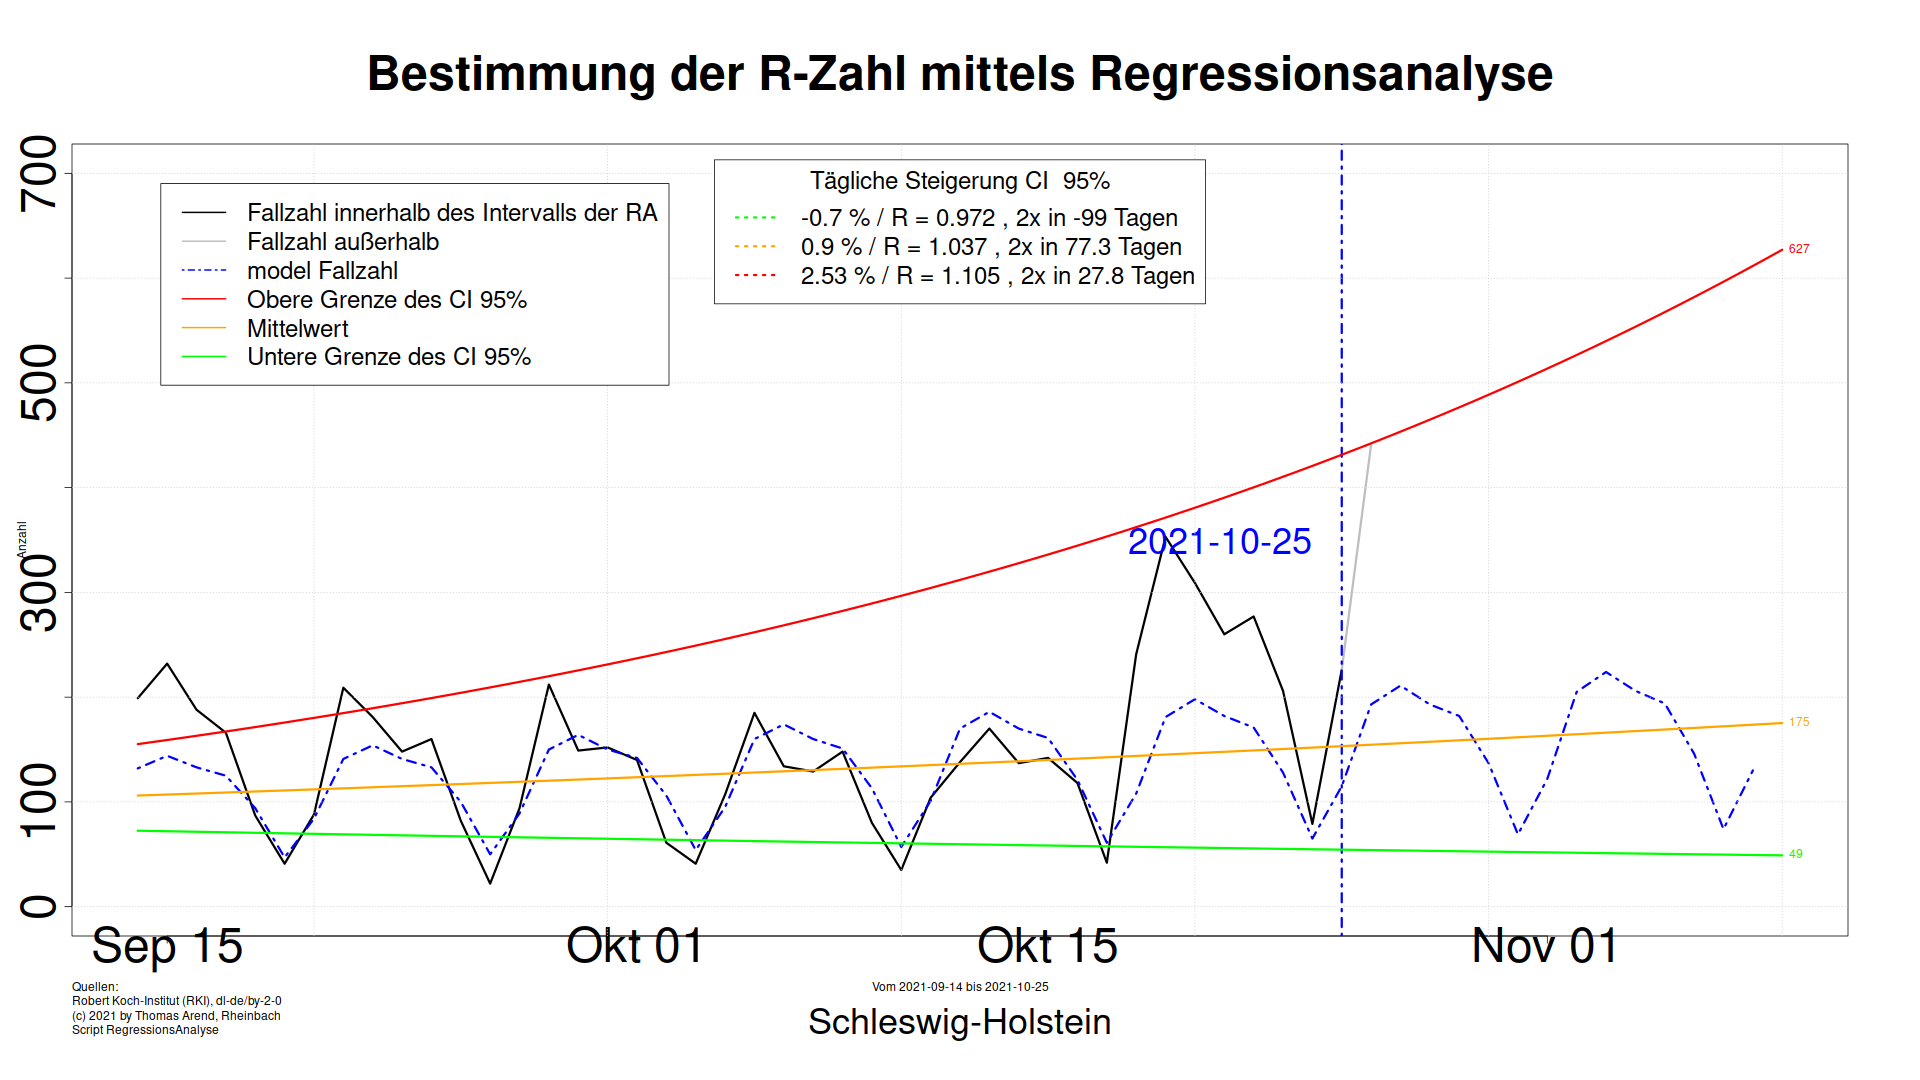 Bestimmung der R-Zahl mittels Regressionsanalyse
Fallzahl innerhalb des Intervalls der RA
Fallzahl außerhalb
model Fallzahl
Obere Grenze des CI 95%
Mittelwert
Untere Grenze des CI 95%
Tägliche Steigerung CI  95%
-0.7 % / R = 0.972 , 2x in -99 Tagen
0.9 % / R = 1.037 , 2x in 77.3 Tagen
2.53 % / R = 1.105 , 2x in 27.8 Tagen
700
500
300
100
0
Anzahl
627
175
49
2021-10-25
Sep 15
Okt 01
Okt 15
Nov 01
Quellen:
Robert Koch-Institut (RKI), dl-de/by-2-0
(c) 2021 by Thomas Arend, Rheinbach
Script RegressionsAnalyse
Vom 2021-09-14 bis 2021-10-25
Schleswig-Holstein